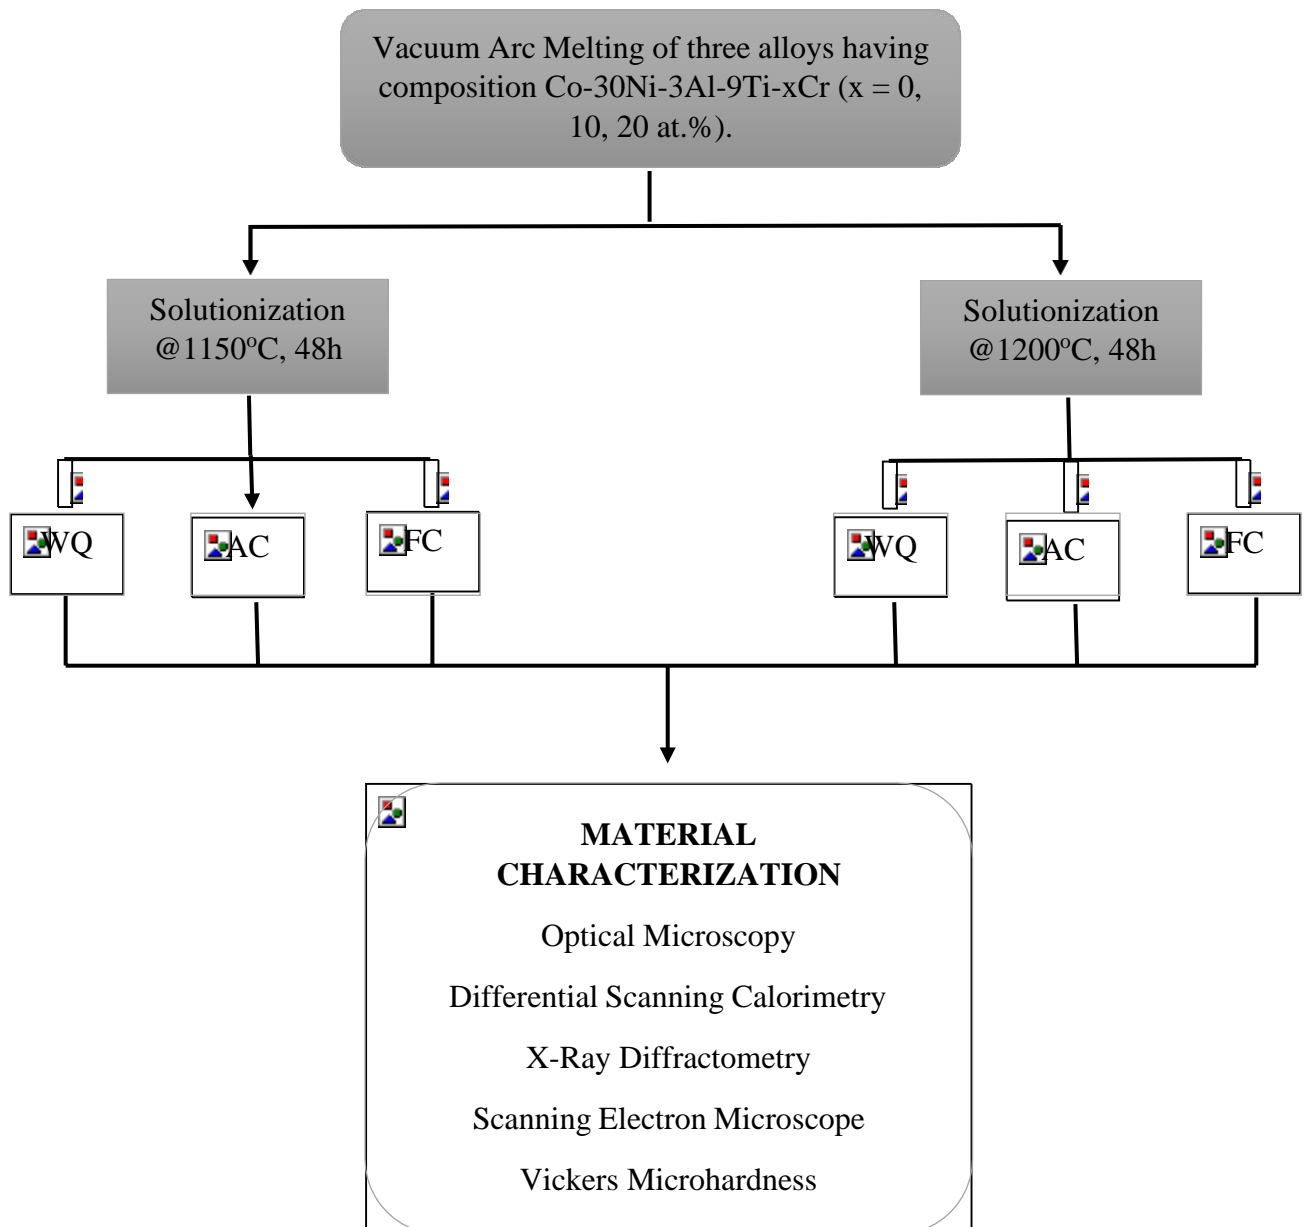 Vacuum Arc Melting of three alloys having
composition Co-30Ni-3Al-9Ti-xCr (x = 0,
10, 20 at.%).
Solutionization
@1150°C, 48h
Solutionization
@1200°C, 48h
WQ
AC
FC
WQ
AC
FC
MATERIAL
CHARACTERIZATION
Optical Microscopy
Differential Scanning Calorimetry
X-Ray Diffractometry
Scanning Electron Microscope
Vickers Microhardness